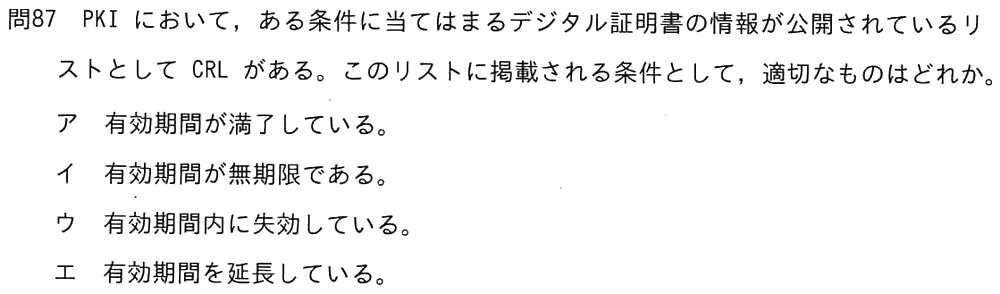 問87 PKI において，ある条件に当てはまるデジタル証明書の情報が公開されているリ
ストとして CRL がある。このリストに掲載される条件として，適切なものはどれか。
ア 有効期間が満了している。
イ 有効期間が無期限である。
ウ 有効期間内に失効している。
エ 有効期間を延長している。